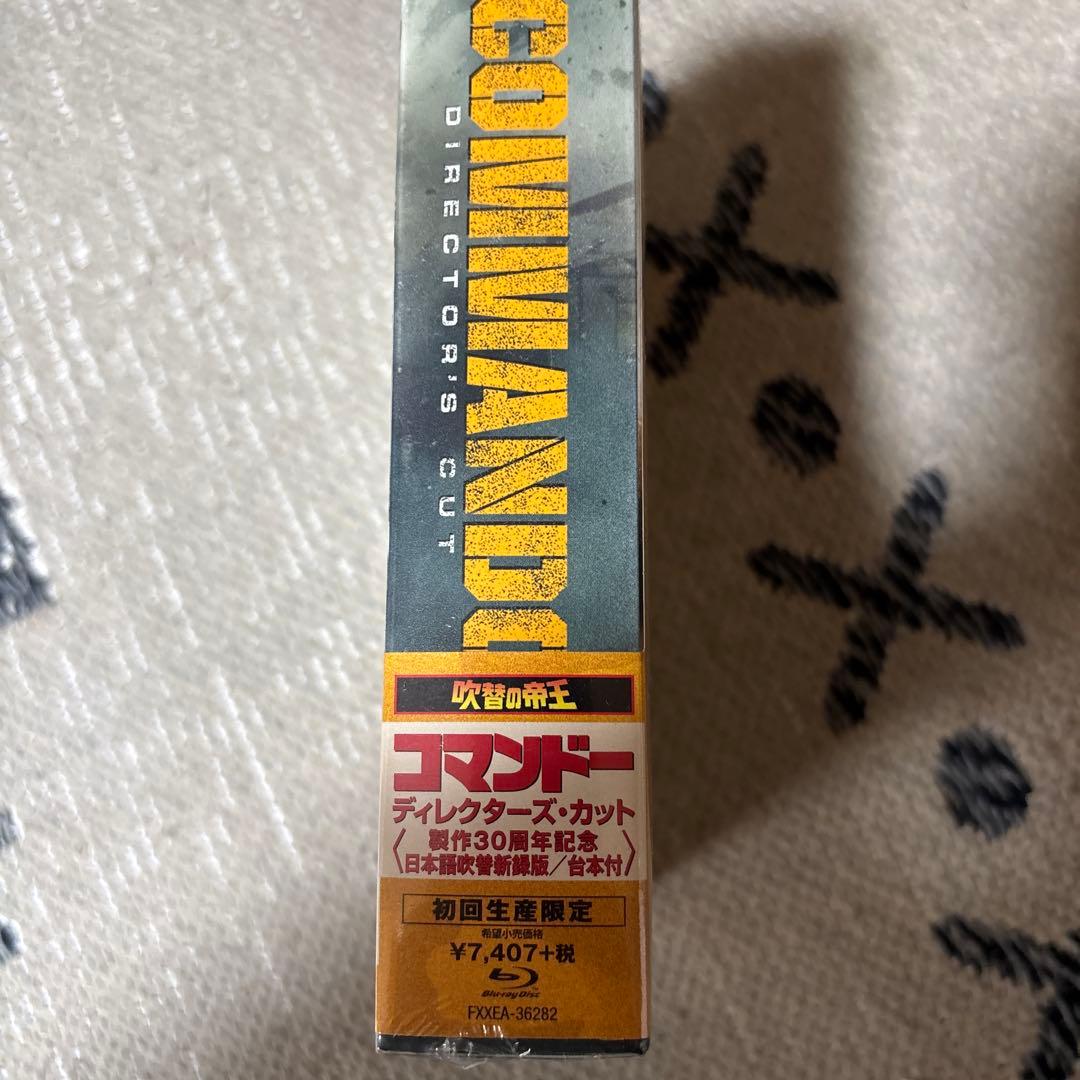 COMMANDO
DIRECTOR'S CUT
吹替の帝王
コマンドー
ディレクターズ・カット
〈製作30周年記念
日本語吹替新録版/台本付〉
初回生産限定
希望小売価格
¥7,407+税
Blu-ray Disc
FXXEA-36282